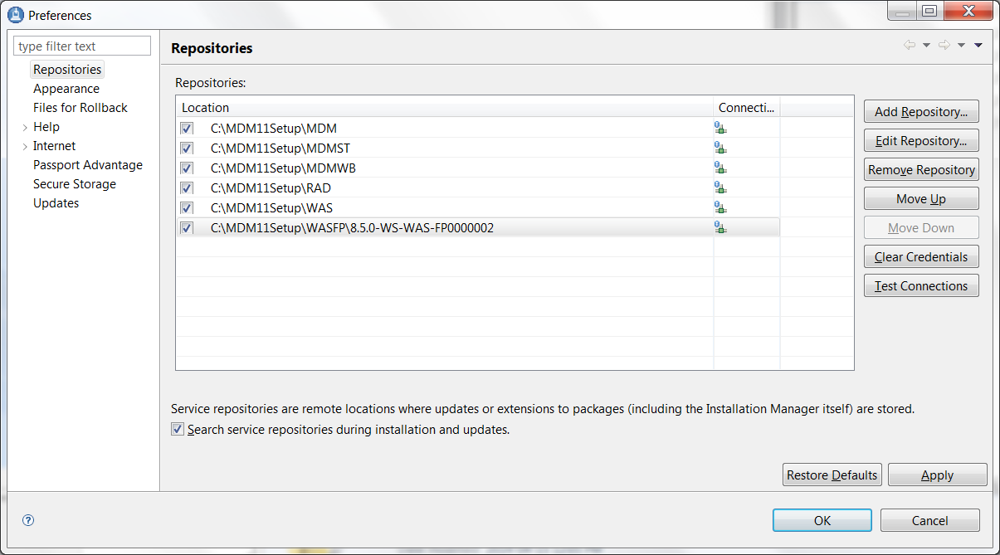 Preferences
type filter text
Repositories
Appearance
Files for Rollback
Help
Internet
Passport Advantage
Secure Storage
Updates
Repositories
Repositories:
Location Connecti...
C:\MDM11Setup\MDM
C:\MDM11Setup\MDMST
C:\MDM11Setup\MDMWB
C:\MDM11Setup\RAD
C:\MDM11Setup\WAS
C:\MDM11Setup\WASFP\8.5.0-WS-WAS-FP0000002
Add Repository...
Edit Repository...
Remove Repository
Move Up
Move Down
Clear Credentials
Test Connections
Service repositories are remote locations where updates or extensions to packages (including the Installation Manager itself) are stored.
Search service repositories during installation and updates.
Restore Defaults Apply
OK Cancel